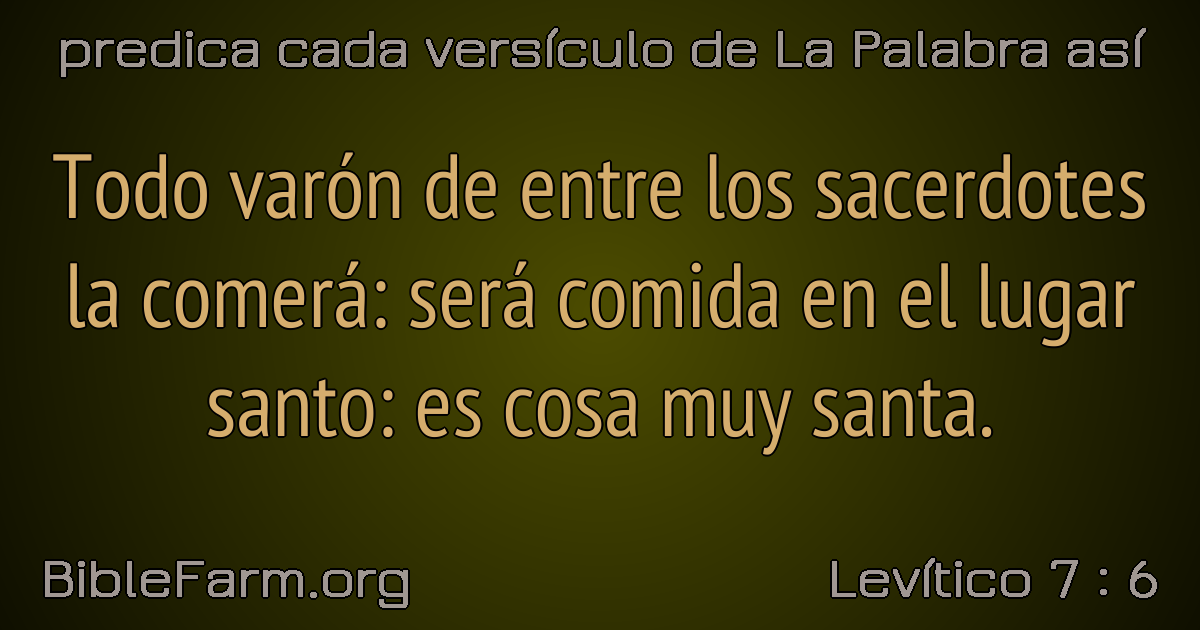 predica cada versículo de La Palabra así
Todo varón de entre los sacerdotes
la comerá: será comida en el lugar
santo: es cosa muy santa.
BibleFarm.org
Levítico 7 : 6